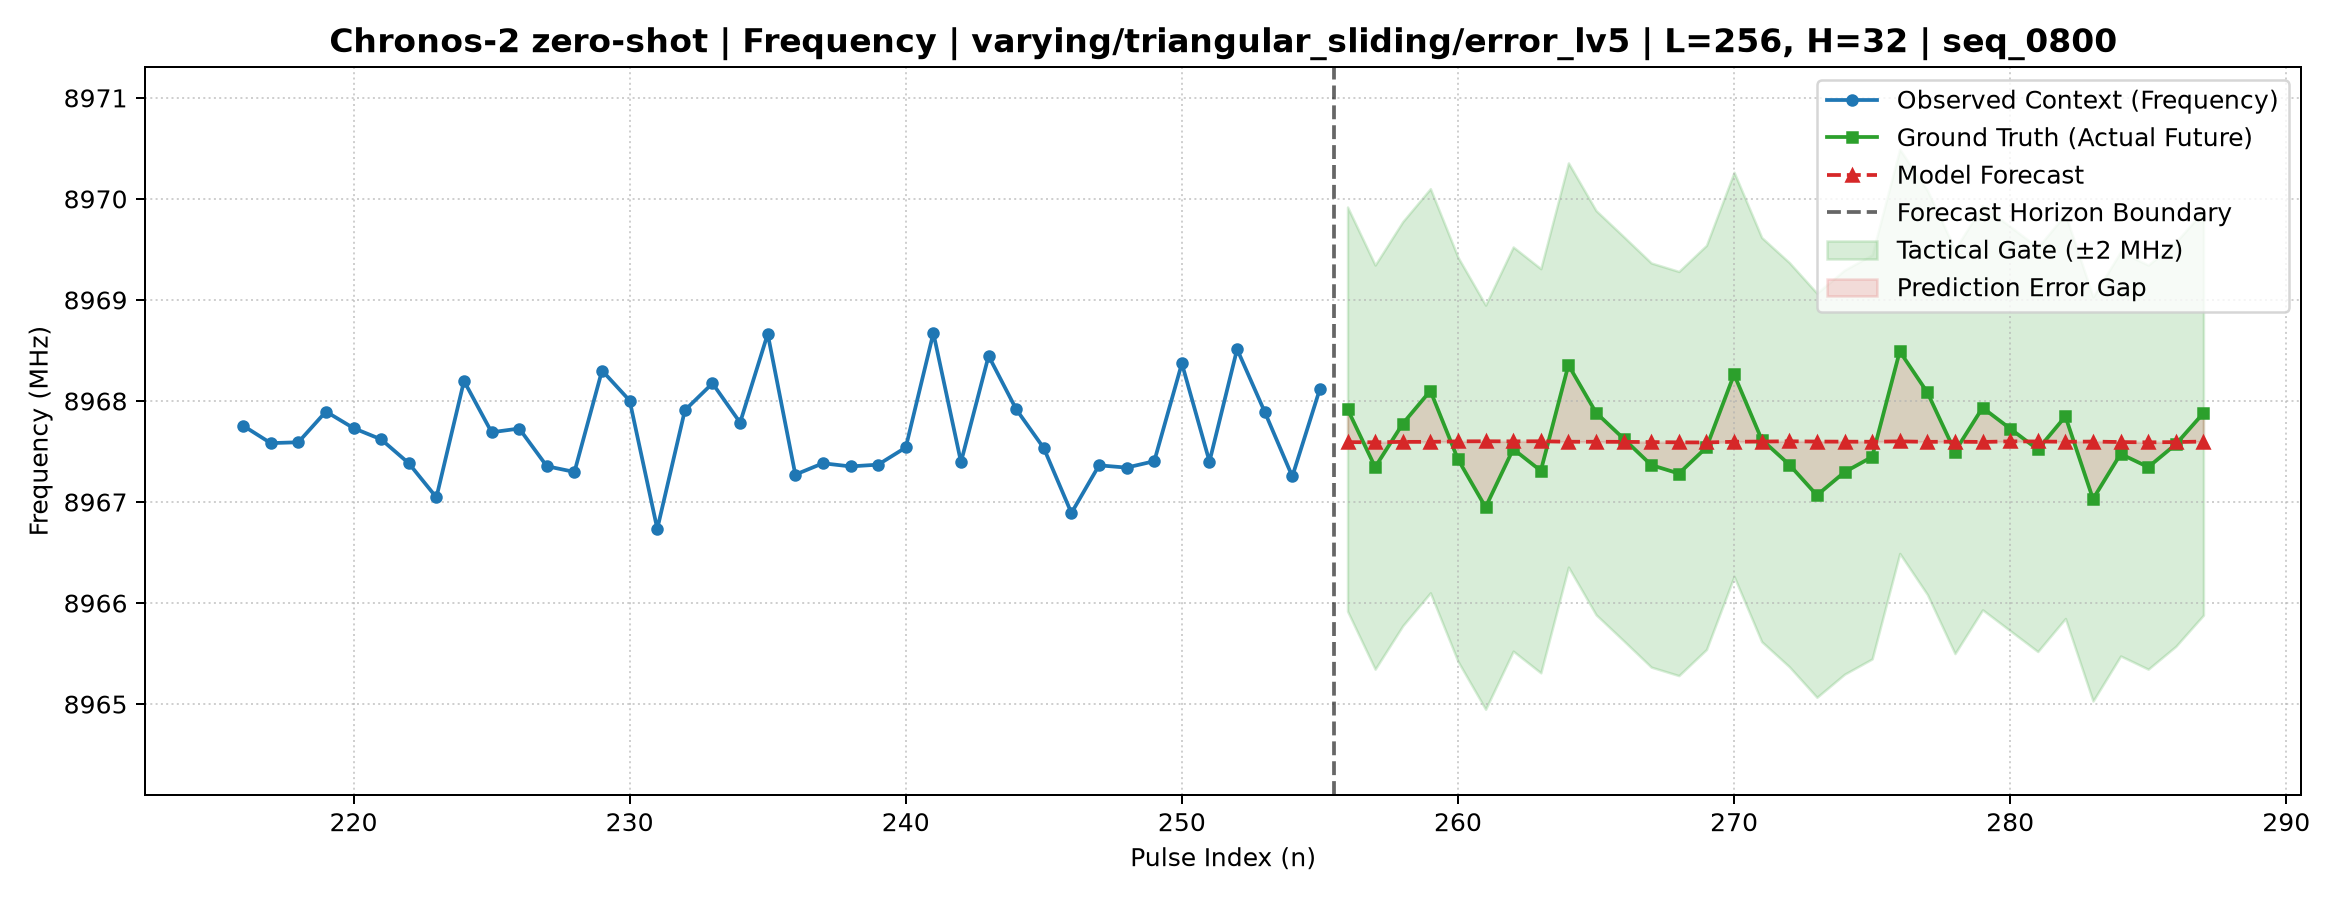 Chronos-2 zero-shot | Frequency | varying/triangular_sliding/error_lv5 | L=256, H=32 | seq_0800
Frequency (MHz)
8971
8970
8969
8968
8967
8966
8965
Observed Context (Frequency)
Ground Truth (Actual Future)
Model Forecast
Forecast Horizon Boundary
Tactical Gate (±2 MHz)
Prediction Error Gap
220
230
240
250
260
270
280
290
Pulse Index (n)